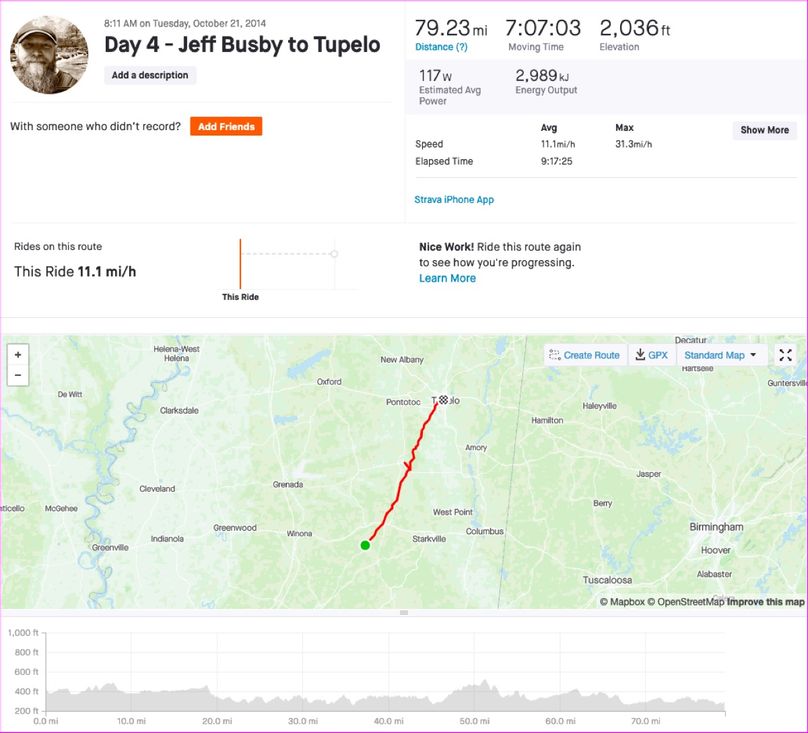 8:11 AM on Tuesday, October 21, 2014
Day 4 - Jeff Busby to Tupelo
Add a description
With someone who didn't record? Add Friends
79.23 mi 7:07:03 2,036 ft
Distance (?) Moving Time Elevation
117 W 2,989 kJ
Estimated Avg Power Energy Output
Avg Max Show More
Speed 11.1mi/h 31.3mi/h
Elapsed Time 9:17:25
Strava iPhone App
Rides on this route
This Ride 11.1 mi/h
This Ride
Nice Work! Ride this route again
to see how you're progressing.
Learn More
+
−
Create Route GPX Standard Map
Decatur
Hartselle
Guntersvill
Helena-West
Helena
New Albany
Oxford
De Witt
Pontotoc
Clarksdale
Haleyville
Hamilton
Amory
Jasper
Grenada
Cleveland
Berry
nticello
McGehee
West Point
Birmingham
Greenwood
Winona
Columbus
Indianola
Starkville
Greenville
Hoover
Alabaster
Tuscaloosa
© Mapbox © OpenStreetMap Improve this map
1,000 ft
800 ft
600 ft
400 ft
200 ft
0.0 mi 10.0 mi 20.0 mi 30.0 mi 40.0 mi 50.0 mi 60.0 mi 70.0 mi